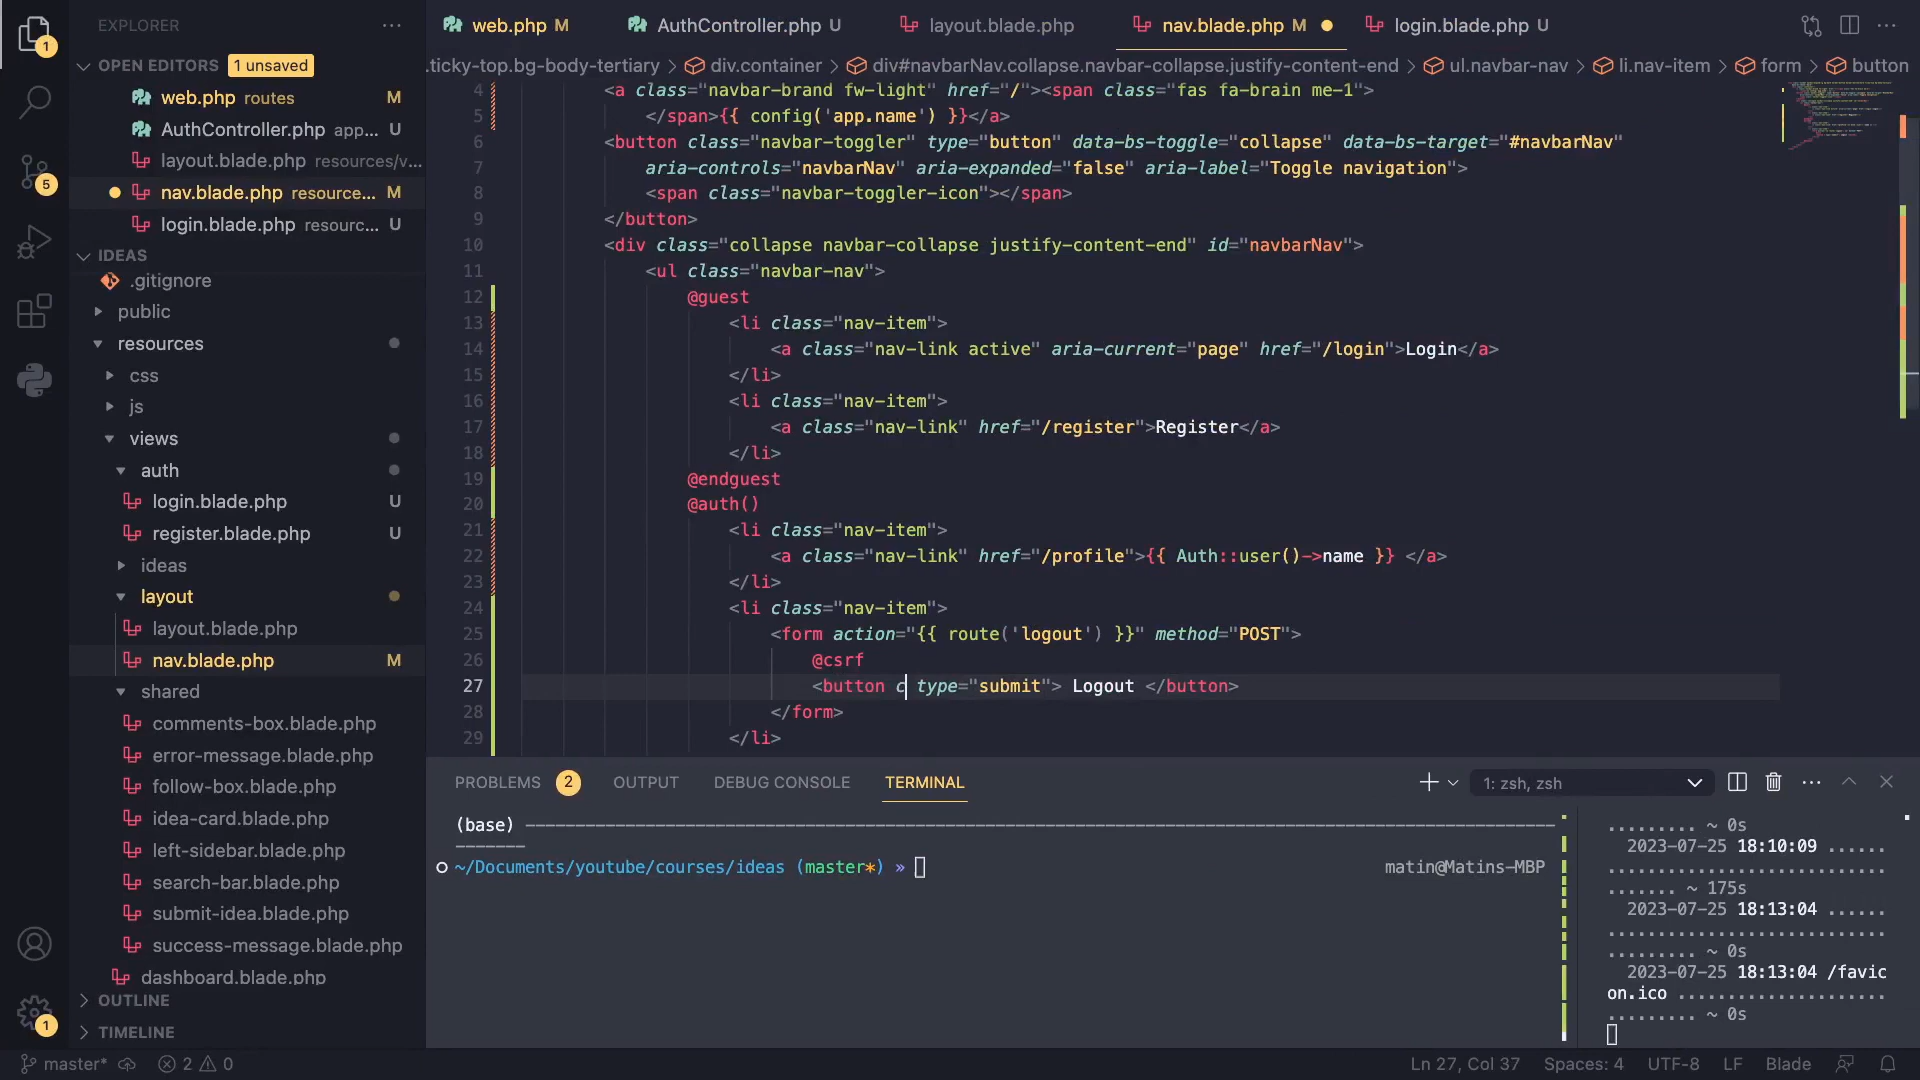 EXPLORER
OPEN EDITORS 1 unsaved
web.php routes M
AuthController.php app... U
layout.blade.php resources/v...
nav.blade.php resource... M
login.blade.php resourc... U
IDEAS
.gitignore
public
resources
css
js
views
auth
login.blade.php U
register.blade.php U
ideas
layout
layout.blade.php
nav.blade.php M
shared
comments-box.blade.php
error-message.blade.php
follow-box.blade.php
idea-card.blade.php
left-sidebar.blade.php
search-bar.blade.php
submit-idea.blade.php
success-message.blade.php
dashboard.blade.php
OUTLINE
TIMELINE
1
5
1
web.php M AuthController.php U layout.blade.php nav.blade.php M login.blade.php U
.ticky-top.bg-body-tertiary > div.container > div#navbarNav.collapse.navbar-collapse.justify-content-end > ul.navbar-nav > li.nav-item > form > button
4 <a class="navbar-brand fw-light" href="/"><span class="fas fa-brain me-1">
5 </span>{{ config('app.name') }}</a>
6 <button class="navbar-toggler" type="button" data-bs-toggle="collapse" data-bs-target="#navbarNav"
7 aria-controls="navbarNav" aria-expanded="false" aria-label="Toggle navigation">
8 <span class="navbar-toggler-icon"></span>
9 </button>
10 <div class="collapse navbar-collapse justify-content-end" id="navbarNav">
11 <ul class="navbar-nav">
12 @guest
13 <li class="nav-item">
14 <a class="nav-link active" aria-current="page" href="/login">Login</a>
15 </li>
16 <li class="nav-item">
17 <a class="nav-link" href="/register">Register</a>
18 </li>
19 @endguest
20 @auth()
21 <li class="nav-item">
22 <a class="nav-link" href="/profile">{{ Auth::user()->name }} </a>
23 </li>
24 <li class="nav-item">
25 <form action="{{ route('logout') }}" method="POST">
26 @csrf
27 <button c type="submit"> Logout </button>
28 </form>
29 </li>
PROBLEMS 2 OUTPUT DEBUG CONSOLE TERMINAL 1: zsh, zsh
(base)
~/Documents/youtube/courses/ideas (master*) » matin@Matins-MBP
......... ~ 0s
2023-07-25 18:10:09 ......
..........................
....... ~ 175s
2023-07-25 18:13:04 ......
..........................
......... ~ 0s
2023-07-25 18:13:04 /favic
on.ico ....................
......... ~ 0s
master* 2 0 Ln 27, Col 37 Spaces: 4 UTF-8 LF Blade